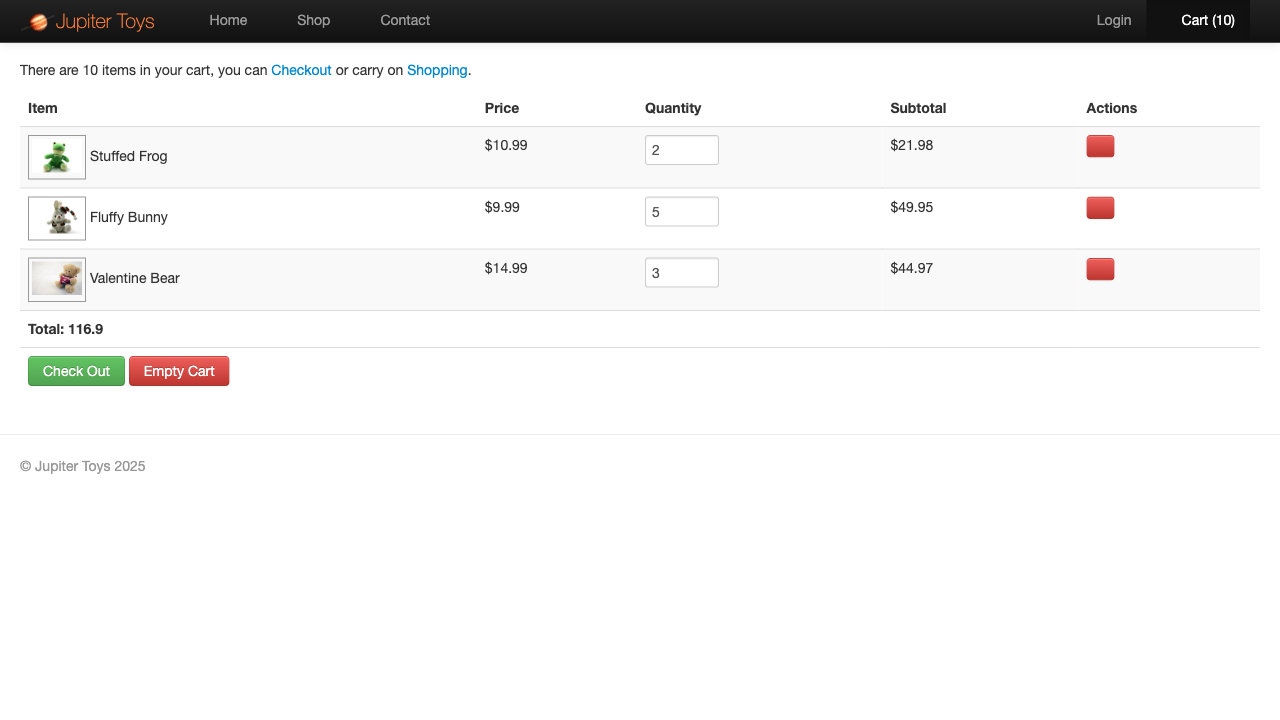 Jupiter Toys Home Shop Contact Login Cart (10)
There are 10 items in your cart, you can Checkout or carry on Shopping.
Item Price Quantity Subtotal Actions
Stuffed Frog $10.99 2 $21.98
Fluffy Bunny $9.99 5 $49.95
Valentine Bear $14.99 3 $44.97
Total: 116.9
Check Out Empty Cart
© Jupiter Toys 2025